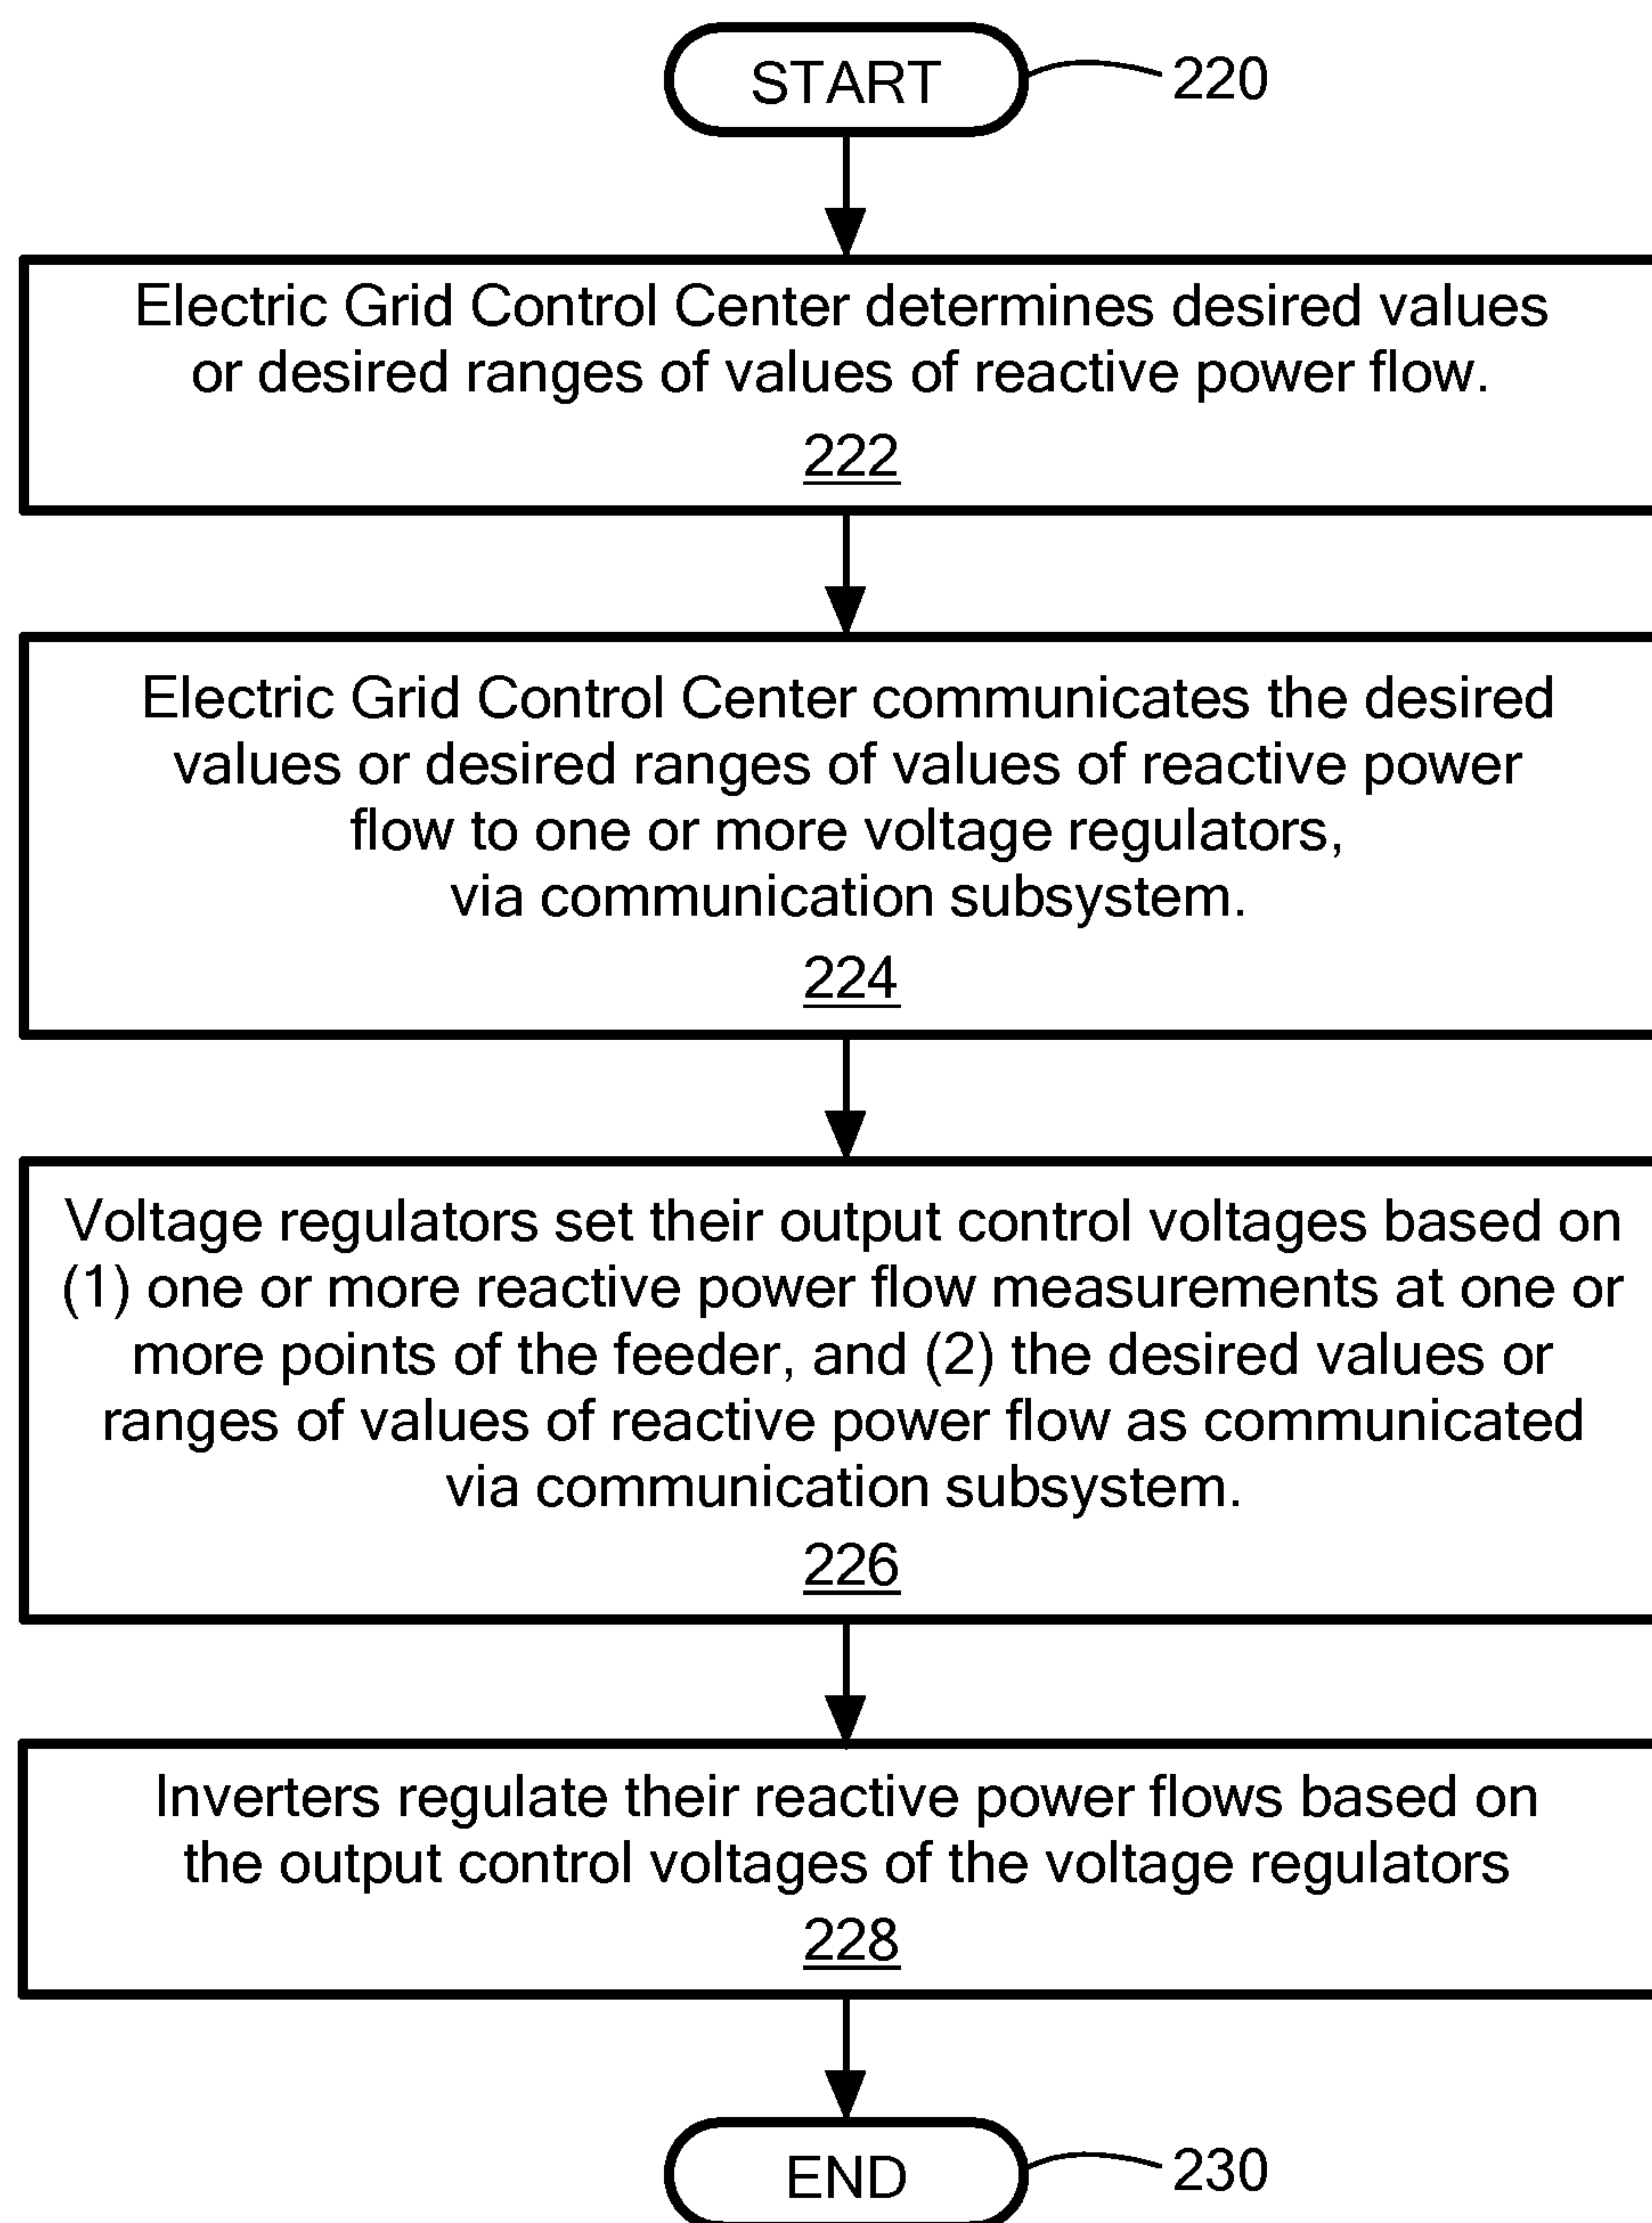 START
220
Electric Grid Control Center determines desired values
or desired ranges of values of reactive power flow.
222
Electric Grid Control Center communicates the desired
values or desired ranges of values of reactive power
flow to one or more voltage regulators,
via communication subsystem.
224
Voltage regulators set their output control voltages based on
(1) one or more reactive power flow measurements at one or
more points of the feeder, and (2) the desired values or
ranges of values of reactive power flow as communicated
via communication subsystem.
226
Inverters regulate their reactive power flows based on
the output control voltages of the voltage regulators
228
END
230